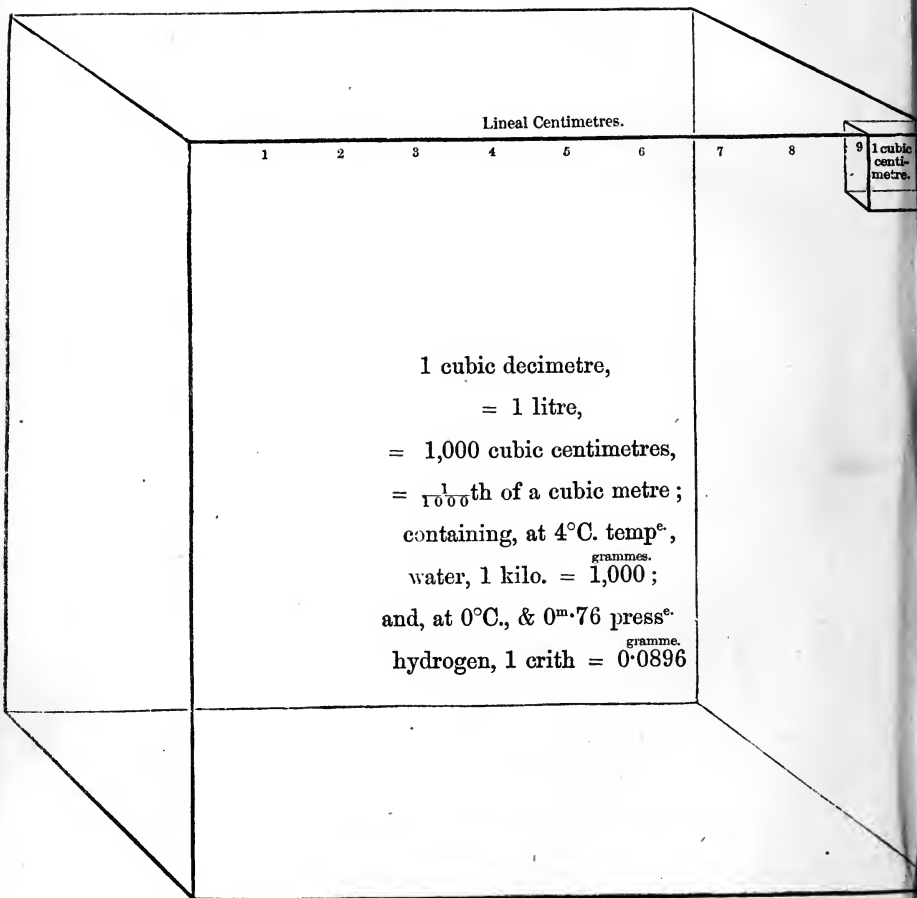 Lineal Centimetres.
1 2 3 4 5 6 7 8 9
1 cubic
centi-
metre.
1 cubic decimetre,
= 1 litre,
= 1,000 cubic centimetres,
= 1/1000th of a cubic metre ;
containing, at 4°C. tempe.,
grammes.
water, 1 kilo. = 1,000 ;
and, at 0°C., & 0m·76 presse.
gramme.
hydrogen, 1 crith = 0·0896